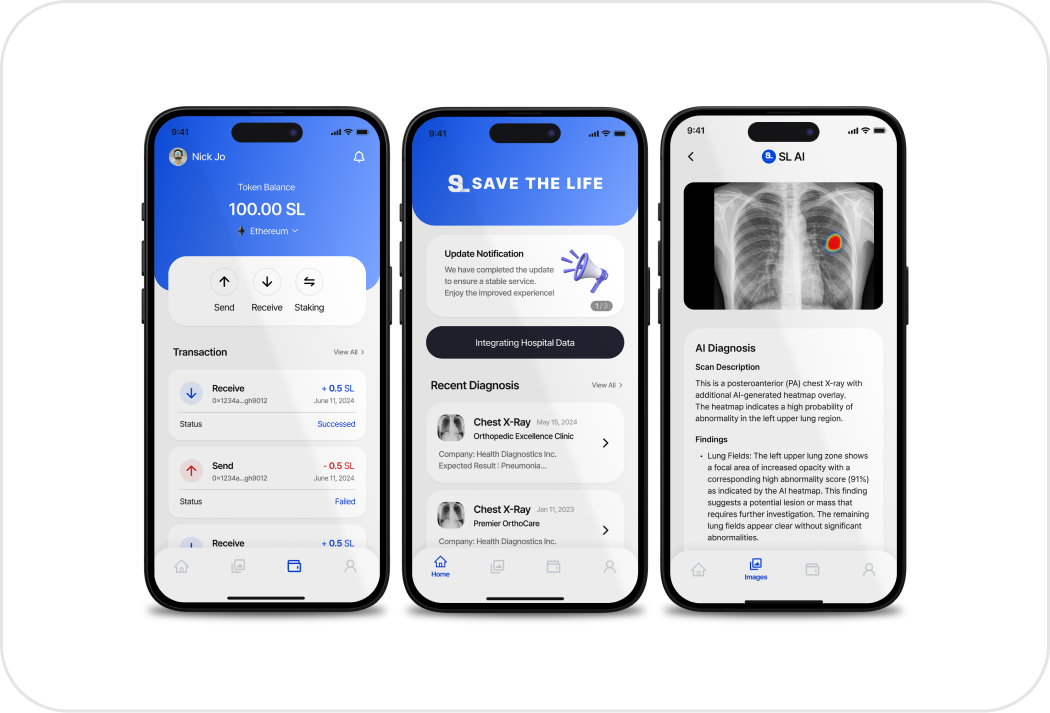 9:41
Nick Jo
Token Balance
100.00 SL
Ethereum
Send
Receive
Staking
Transaction
View All
Receive
+ 0.5 SL
0×1234a...gh9012
June 11, 2024
Status
Successed
Send
- 0.5 SL
0×1234a...gh9012
June 11, 2024
Status
Failed
Receive
+ 0.5 SL
9:41
SL SAVE THE LIFE
Update Notification
We have completed the update
to ensure a stable service.
Enjoy the improved experience!
1 / 3
Integrating Hospital Data
Recent Diagnosis
View All
Chest X-Ray
May 15, 2024
Orthopedic Excellence Clinic
Company: Health Diagnostics Inc.
Expected Result : Pneumonia...
Chest X-Ray
Jan 11, 2023
Premier OrthoCare
Company: Health Diagnostics Inc.
Home
9:41
SL SL AI
AI Diagnosis
Scan Description
This is a posteroanterior (PA) chest X-ray with
additional AI-generated heatmap overlay.
The heatmap indicates a high probability of
abnormality in the left upper lung region.
Findings
• Lung Fields: The left upper lung zone shows
a focal area of increased opacity with a
corresponding high abnormality score (91%)
as indicated by the AI heatmap. This finding
suggests a potential lesion or mass that
requires further investigation. The remaining
lung fields appear clear without significant
abnormalities.
Images